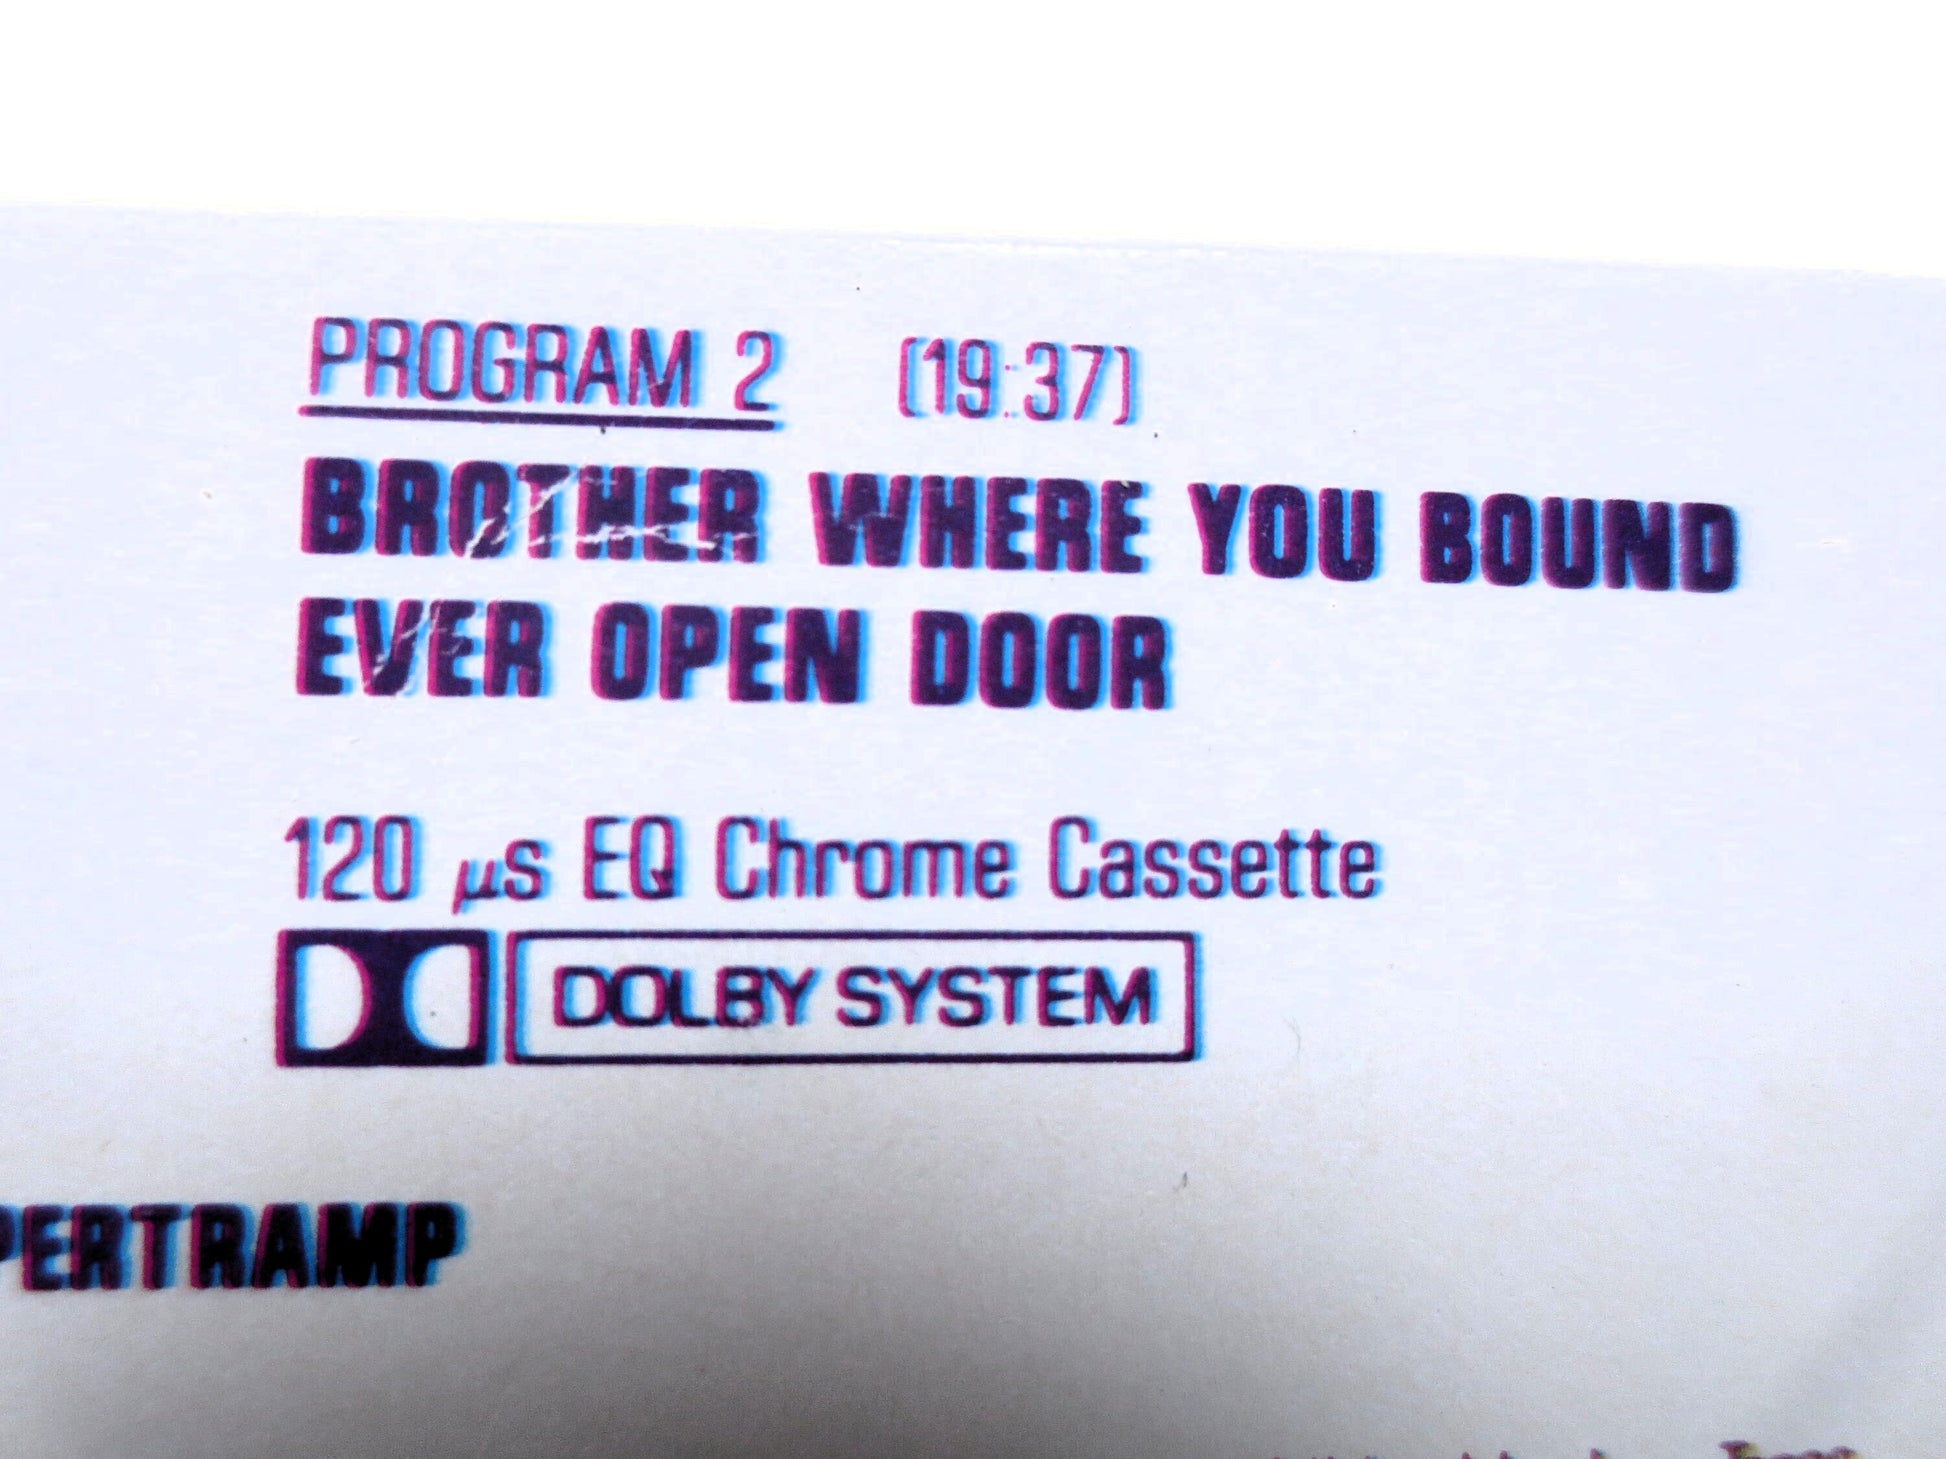 PROGRAM 2 (19:37)
BROTHER WHERE YOU BOUND
EVER OPEN DOOR
120 µs EQ Chrome Cassette
DOLBY SYSTEM
PERTRAMP